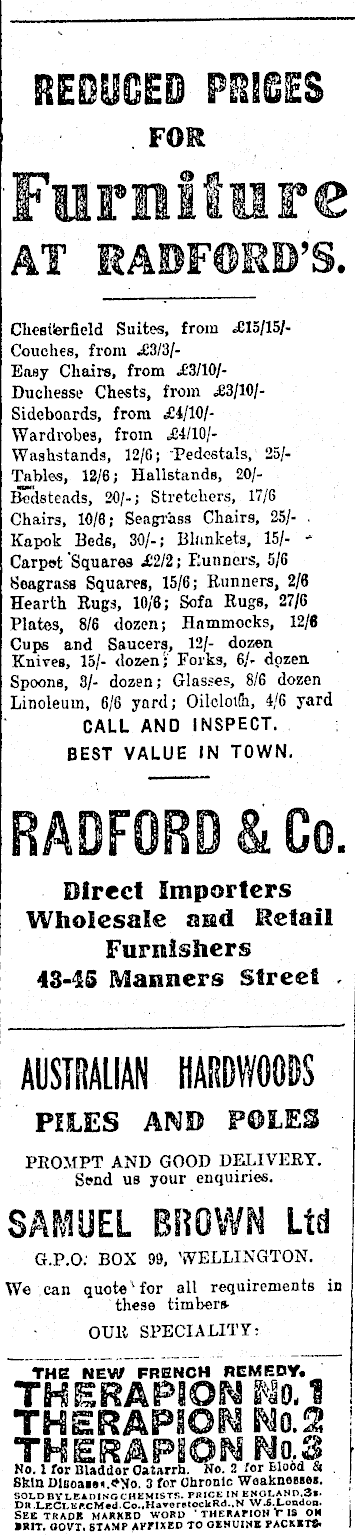 REDUCED PRICES
FOR
Furniture
AT RADFORD'S.
Chesterfield Suites, from £15/15/-
Couches, from £3/3/-
Easy Chairs, from £3/10/-
Duchesse Chests, from £3/10/-
Sideboards, from £4/10/-
Wardrobes, from £4/10/-
Washstands, 12/6; Pedestals, 25/-
Tables, 12/6; Hallstands, 20/-
Bedsteads, 20/-; Stretchers, 17/6
Chairs, 10/6; Seagrass Chairs, 25/-
Kapok Beds, 30/-; Blankets, 15/-
Carpet Squares £2/2; Runners, 5/6
Seagrass Squares, 15/6; Runners, 2/6
Hearth Rugs, 10/6; Sofa Rugs, 27/6
Plates, 8/6 dozen; Hammocks, 12/6
Cups and Saucers, 12/- dozen
Knives, 15/- dozen; Forks, 6/- dozen
Spoons, 3/- dozen; Glasses, 8/6 dozen
Linoleum, 6/6 yard; Oilcloth, 4/6 yard
CALL AND INSPECT.
BEST VALUE IN TOWN.
RADFORD & Co.
Direct Importers
Wholesale and Retail
Furnishers
43-45 Manners Street
AUSTRALIAN HARDWOODS
PILES AND POLES
PROMPT AND GOOD DELIVERY.
Send us your enquiries.
SAMUEL BROWN Ltd
G.P.O. BOX 99, WELLINGTON.
We can quote for all requirements in
these timbers
OUR SPECIALITY:
THE NEW FRENCH REMEDY.
THERAPION No. 1
THERAPION No. 2
THERAPION No. 3
No. 1 for Bladder Catarrh. No. 2 for Blood &
Skin Diseases. No. 3 for Chronic Weaknesses.
SOLD BY LEADING CHEMISTS. PRICE IN ENGLAND, 3s.
DR. LECLERC Med. Co., Haverstock Rd., N W.5. London.
SEE TRADE MARKED WORD 'THERAPION' IS ON
BRIT. GOVT. STAMP AFFIXED TO GENUINE PACKETS.